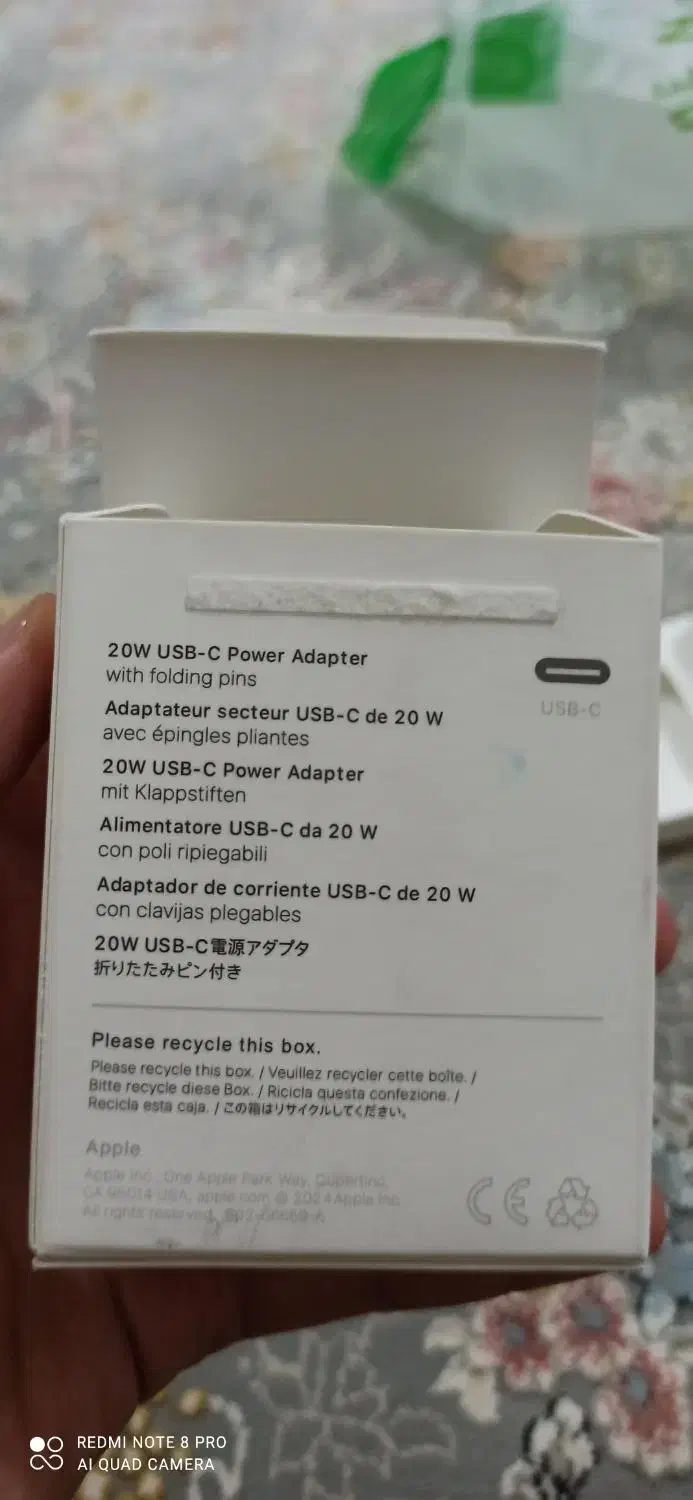 20W USB-C Power Adapter
with folding pins
USB-C
Adaptateur secteur USB-C de 20 W
avec épingles pliantes
20W USB-C Power Adapter
mit Klappstiften
Alimentatore USB-C da 20 W
con poli ripiegabili
Adaptador de corriente USB-C de 20 W
con clavijas plegables
20W USB-C電源アダプタ
折りたたみピン付き
Please recycle this box.
Please recycle this box. / Veuillez recycler cette boîte. /
Bitte recycle diese Box. / Ricicla questa confezione. /
Recicla esta caja. / この箱はリサイクルしてください。
Apple
Apple Inc., One Apple Park Way, Cupertino,
CA 95014 USA, apple.com © 2024 Apple Inc.
All rights reserved.
CE
REDMI NOTE 8 PRO
AI QUAD CAMERA